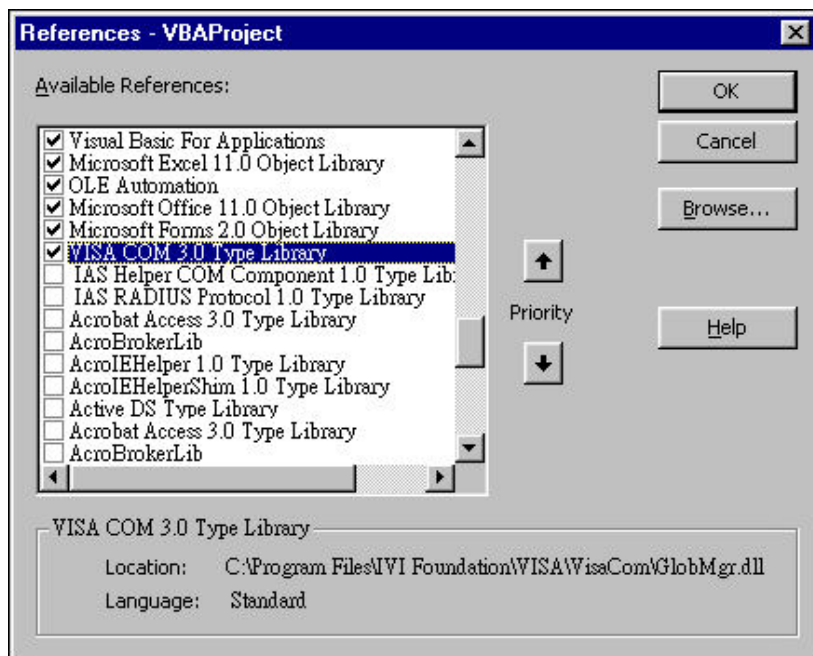 References - VBAProject
Available References:
Visual Basic For Applications
Microsoft Excel 11.0 Object Library
OLE Automation
Microsoft Office 11.0 Object Library
Microsoft Forms 2.0 Object Library
VISA COM 3.0 Type Library
IAS Helper COM Component 1.0 Type Lib:
IAS RADIUS Protocol 1.0 Type Library
Acrobat Access 3.0 Type Library
AcroBrokerLib
AcroIEHelper 1.0 Type Library
AcroIEHelperShim 1.0 Type Library
Active DS Type Library
Acrobat Access 3.0 Type Library
AcroBrokerLib
Priority
OK
Cancel
Browse...
Help
VISA COM 3.0 Type Library
Location: C:\Program Files\IVI Foundation\VISA\VisaCom\GlobMgr.dll
Language: Standard